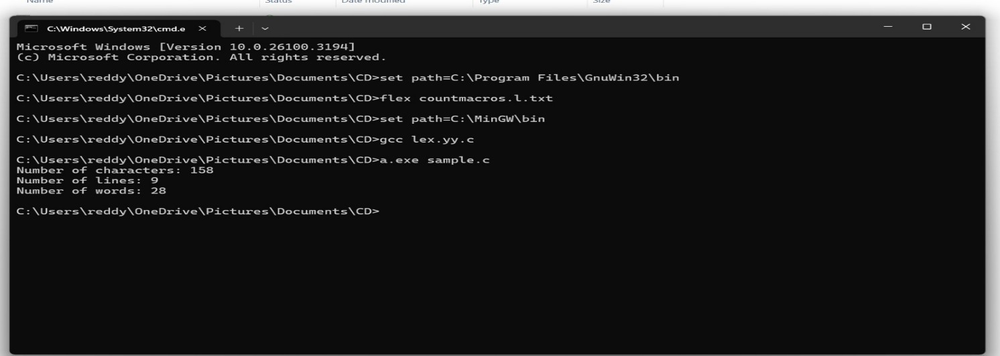 Name Status Date modified Type Size
C:\Windows\System32\cmd.e
Microsoft Windows [Version 10.0.26100.3194]
(c) Microsoft Corporation. All rights reserved.
C:\Users\reddy\OneDrive\Pictures\Documents\CD>set path=C:\Program Files\GnuWin32\bin
C:\Users\reddy\OneDrive\Pictures\Documents\CD>flex countmacros.l.txt
C:\Users\reddy\OneDrive\Pictures\Documents\CD>set path=C:\MinGW\bin
C:\Users\reddy\OneDrive\Pictures\Documents\CD>gcc lex.yy.c
C:\Users\reddy\OneDrive\Pictures\Documents\CD>a.exe sample.c
Number of characters: 158
Number of lines: 9
Number of words: 28
C:\Users\reddy\OneDrive\Pictures\Documents\CD>